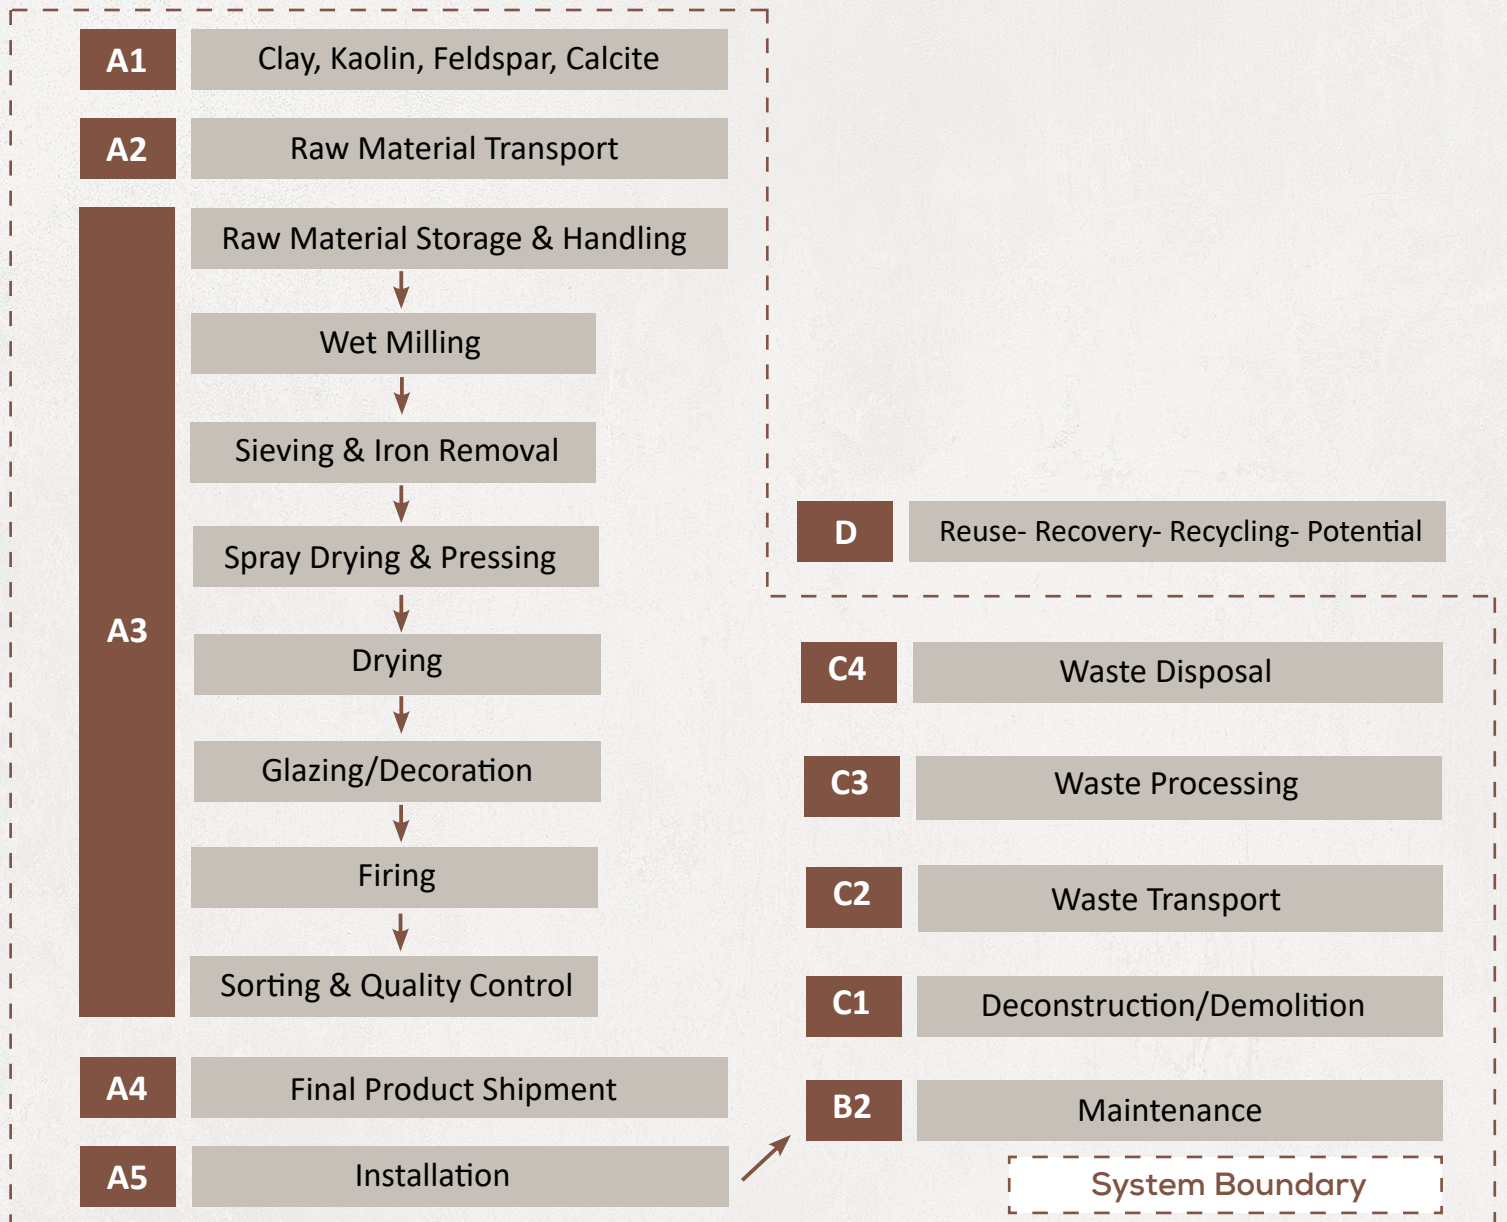 A1
Clay, Kaolin, Feldspar, Calcite
A2
Raw Material Transport
A3
Raw Material Storage & Handling
Wet Milling
Sieving & Iron Removal
Spray Drying & Pressing
Drying
Glazing/Decoration
Firing
Sorting & Quality Control
A4
Final Product Shipment
A5
Installation
D
Reuse- Recovery- Recycling- Potential
C4
Waste Disposal
C3
Waste Processing
C2
Waste Transport
C1
Deconstruction/Demolition
B2
Maintenance
System Boundary